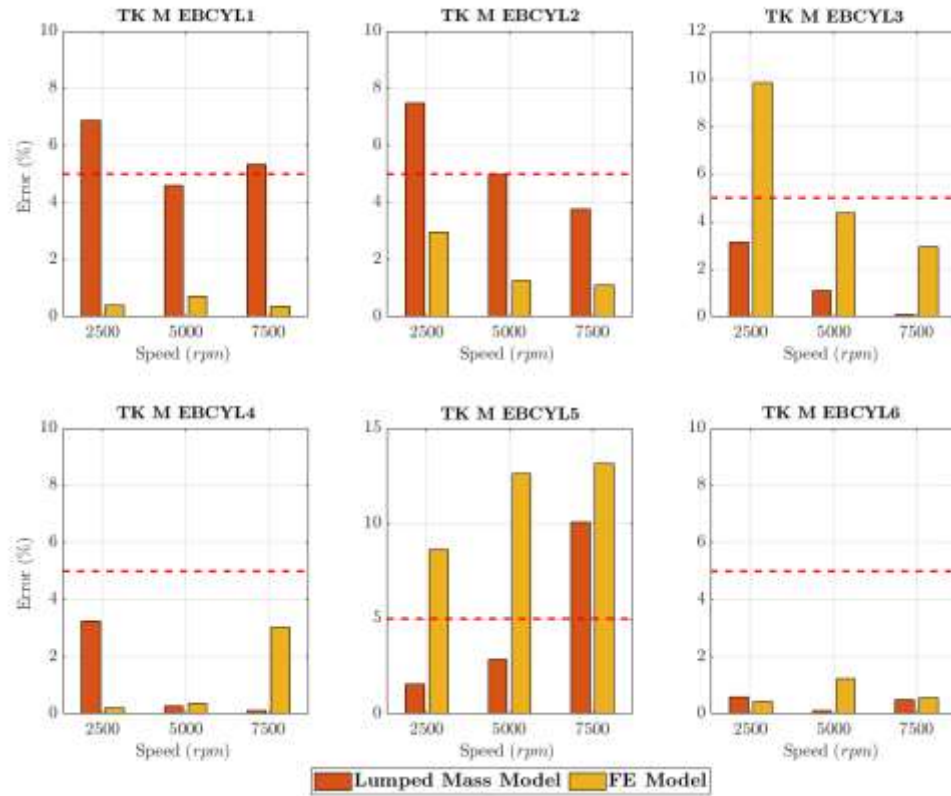 TK M EBCYL1
TK M EBCYL2
TK M EBCYL3
10
8
6
4
2
0
Error (%)
2500 5000 7500
Speed (rpm)
10
8
6
4
2
0
2500 5000 7500
Speed (rpm)
12
10
8
6
4
2
0
2500 5000 7500
Speed (rpm)
TK M EBCYL4
TK M EBCYL5
TK M EBCYL6
10
8
6
4
2
0
Error (%)
2500 5000 7500
Speed (rpm)
15
10
5
0
2500 5000 7500
Speed (rpm)
10
8
6
4
2
0
2500 5000 7500
Speed (rpm)
Lumped Mass Model FE Model